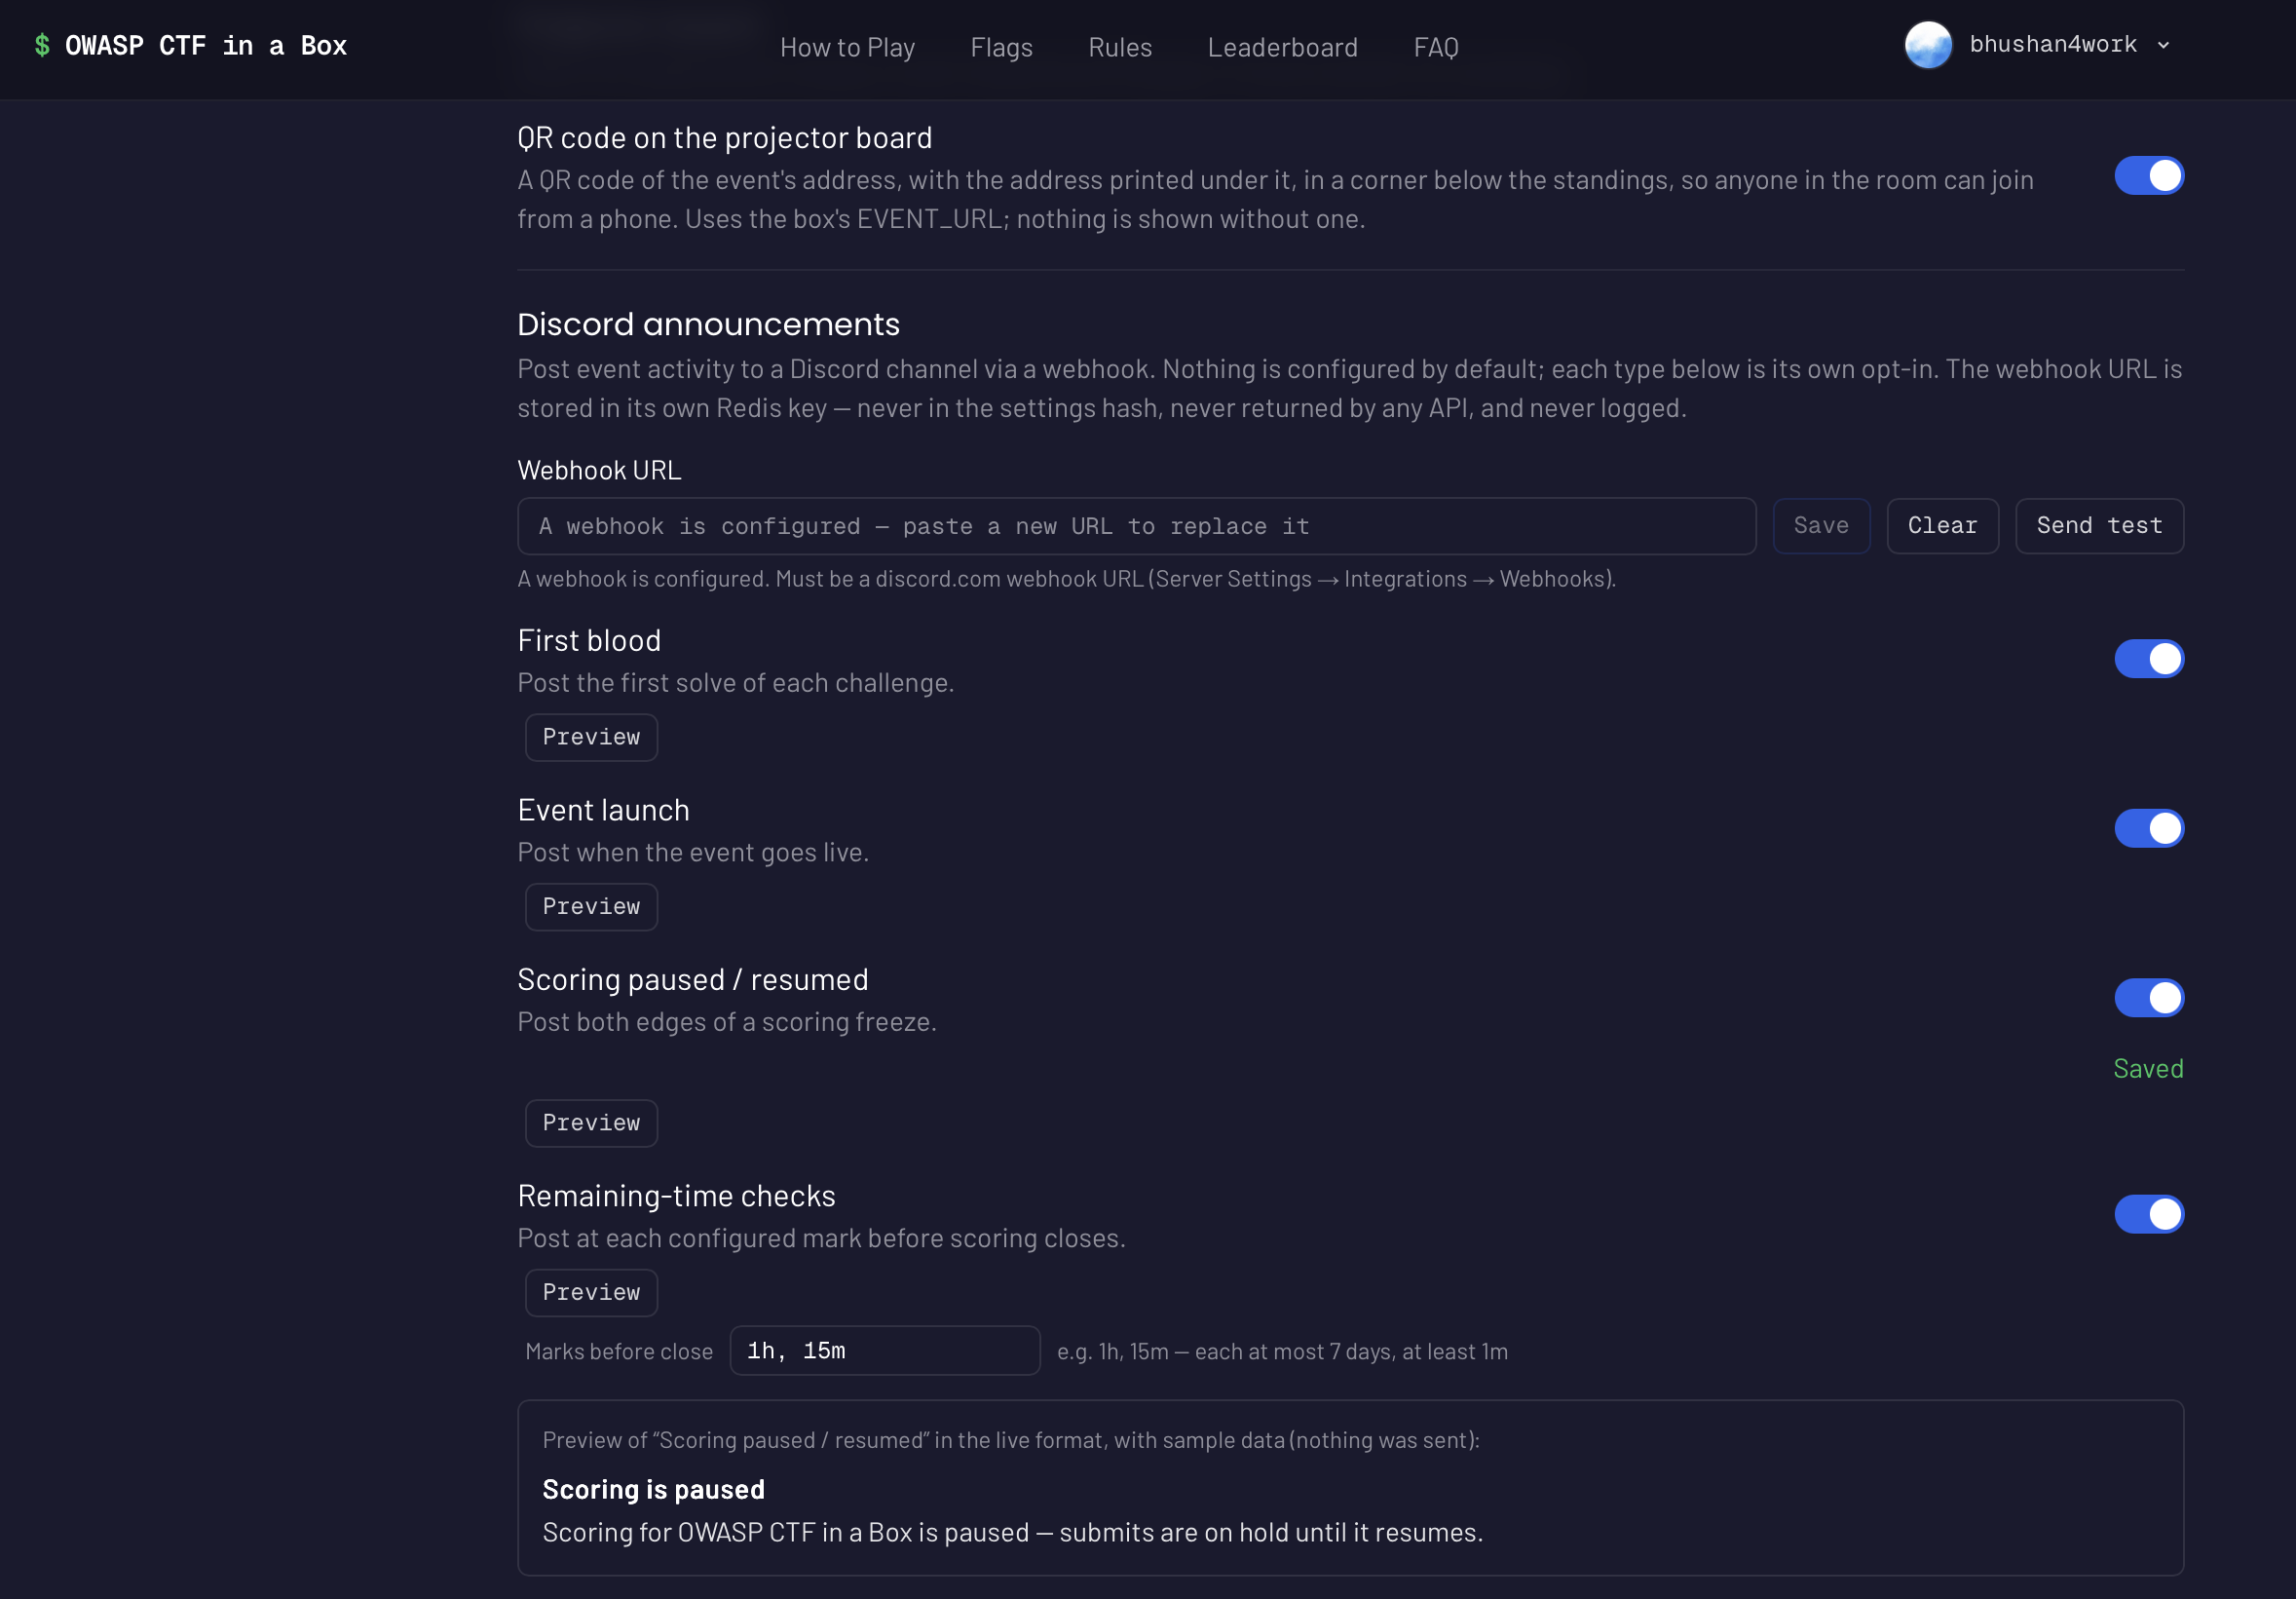 $ OWASP CTF in a Box
How to Play
Flags
Rules
Leaderboard
FAQ
bhushan4work
QR code on the projector board
A QR code of the event's address, with the address printed under it, in a corner below the standings, so anyone in the room can join
from a phone. Uses the box's EVENT_URL; nothing is shown without one.
Discord announcements
Post event activity to a Discord channel via a webhook. Nothing is configured by default; each type below is its own opt-in. The webhook URL is
stored in its own Redis key — never in the settings hash, never returned by any API, and never logged.
Webhook URL
A webhook is configured — paste a new URL to replace it
Save
Clear
Send test
A webhook is configured. Must be a discord.com webhook URL (Server Settings → Integrations → Webhooks).
First blood
Post the first solve of each challenge.
Preview
Event launch
Post when the event goes live.
Preview
Scoring paused / resumed
Post both edges of a scoring freeze.
Saved
Preview
Remaining-time checks
Post at each configured mark before scoring closes.
Preview
Marks before close
1h, 15m
e.g. 1h, 15m — each at most 7 days, at least 1m
Preview of “Scoring paused / resumed” in the live format, with sample data (nothing was sent):
Scoring is paused
Scoring for OWASP CTF in a Box is paused — submits are on hold until it resumes.